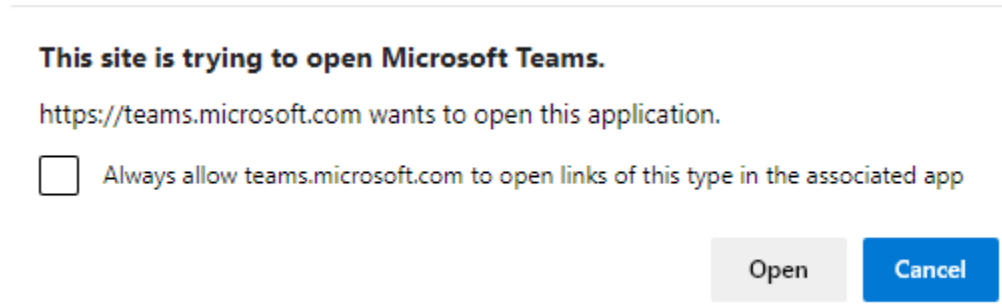 This site is trying to open Microsoft Teams.
https://teams.microsoft.com wants to open this application.
Always allow teams.microsoft.com to open links of this type in the associated app
Open
Cancel